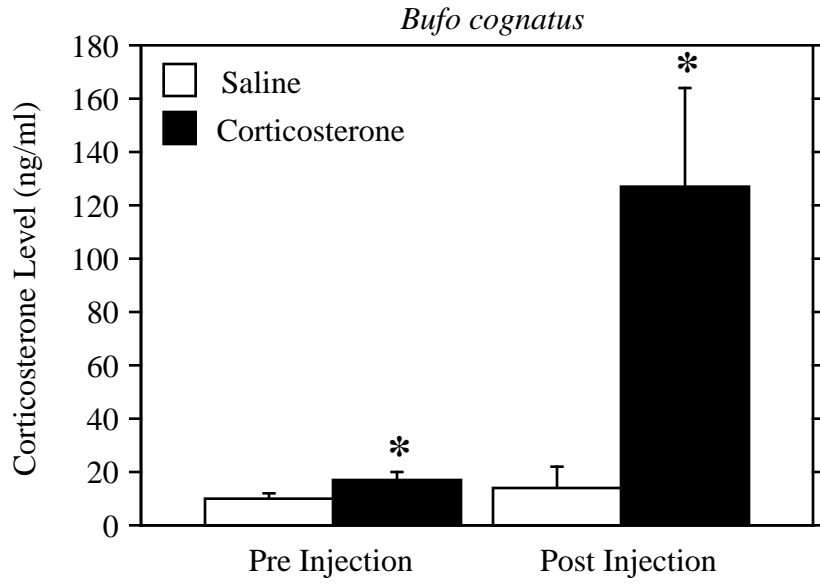 Bufo cognatus
180
160
140
120
100
80
60
40
20
0
Corticosterone Level (ng/ml)
Saline
Corticosterone
*
*
Pre Injection
Post Injection